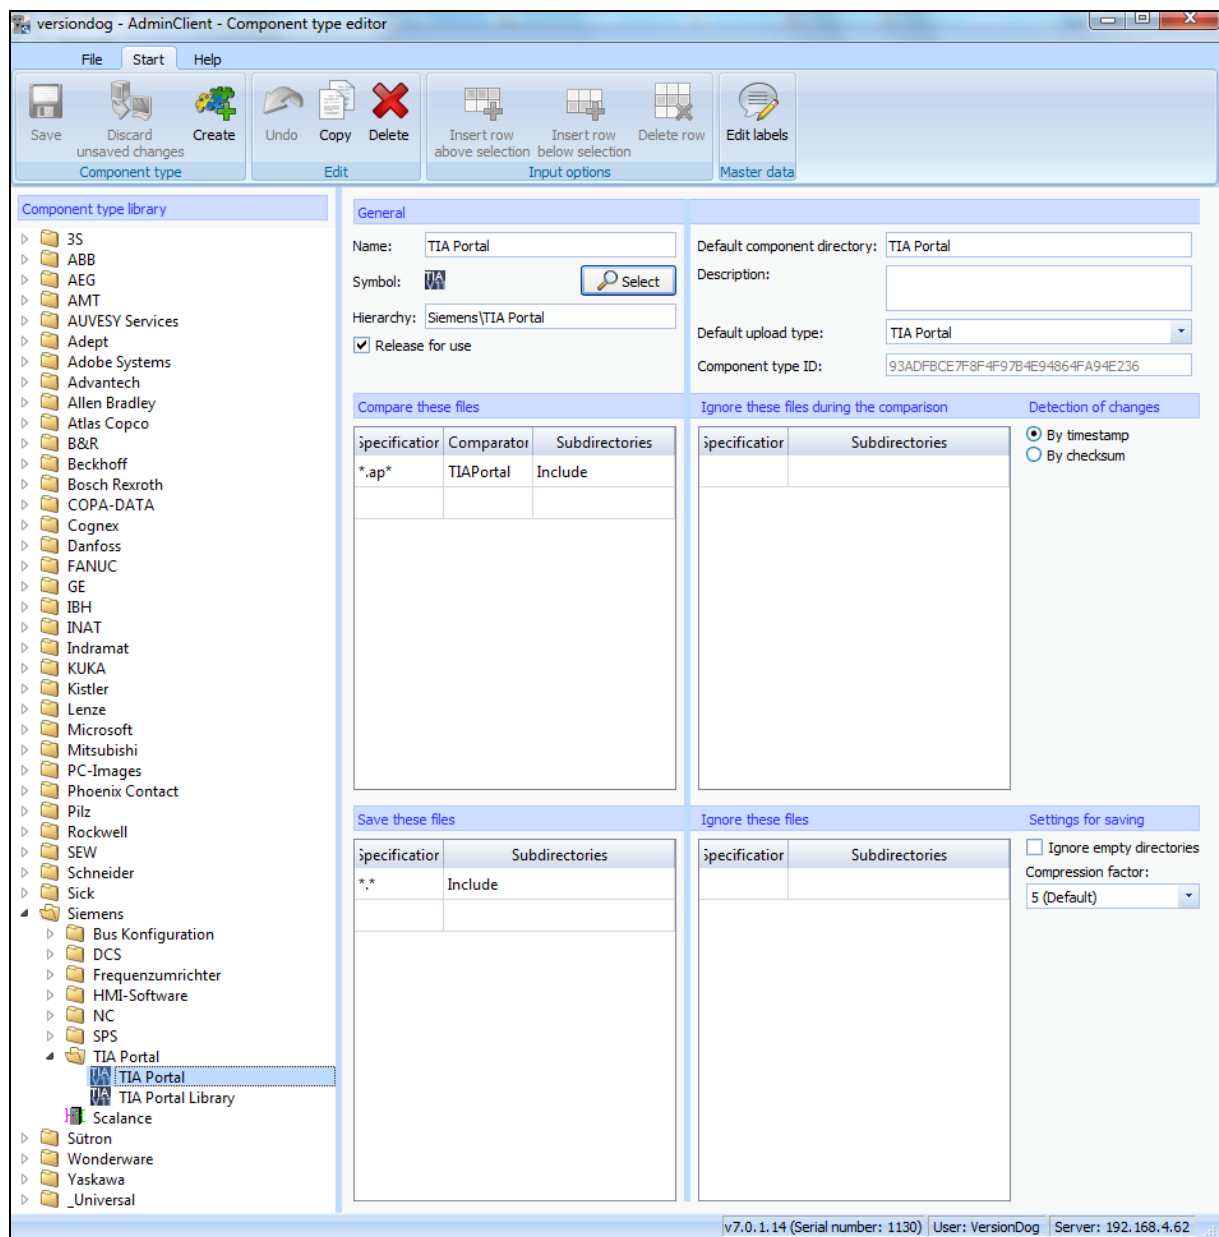 versiondog - AdminClient - Component type editor
File Start Help
Save
Discard unsaved changes
Create
Undo
Copy
Delete
Insert row above selection
Insert row below selection
Delete row
Edit labels
Component type
Edit
Input options
Master data
Component type library
3S
ABB
AEG
AMT
AUVESY Services
Adept
Adobe Systems
Advantech
Allen Bradley
Atlas Copco
B&R
Beckhoff
Bosch Rexroth
COPA-DATA
Cognex
Danfoss
FANUC
GE
IBH
INAT
Indramat
KUKA
Kistler
Lenze
Microsoft
Mitsubishi
PC-Images
Phoenix Contact
Pilz
Rockwell
SEW
Schneider
Sick
Siemens
Bus Konfiguration
DCS
Frequenzumrichter
HMI-Software
NC
SPS
TIA Portal
TIA Portal
TIA Portal Library
Scalance
Sütron
Wonderware
Yaskawa
_Universal
General
Name: TIA Portal
Symbol: Select
Hierarchy: Siemens\TIA Portal
Release for use
Default component directory: TIA Portal
Description:
Default upload type: TIA Portal
Component type ID: 93ADFBCE7F8F4F97B4E94864FA94E236
Compare these files
Specification Comparator Subdirectories
*.ap* TIAPortal Include
Ignore these files during the comparison
Specification Subdirectories
Detection of changes
By timestamp
By checksum
Save these files
Specification Subdirectories
*.* Include
Ignore these files
Specification Subdirectories
Settings for saving
Ignore empty directories
Compression factor:
5 (Default)
v7.0.1.14 (Serial number: 1130) User: VersionDog Server: 192.168.4.62